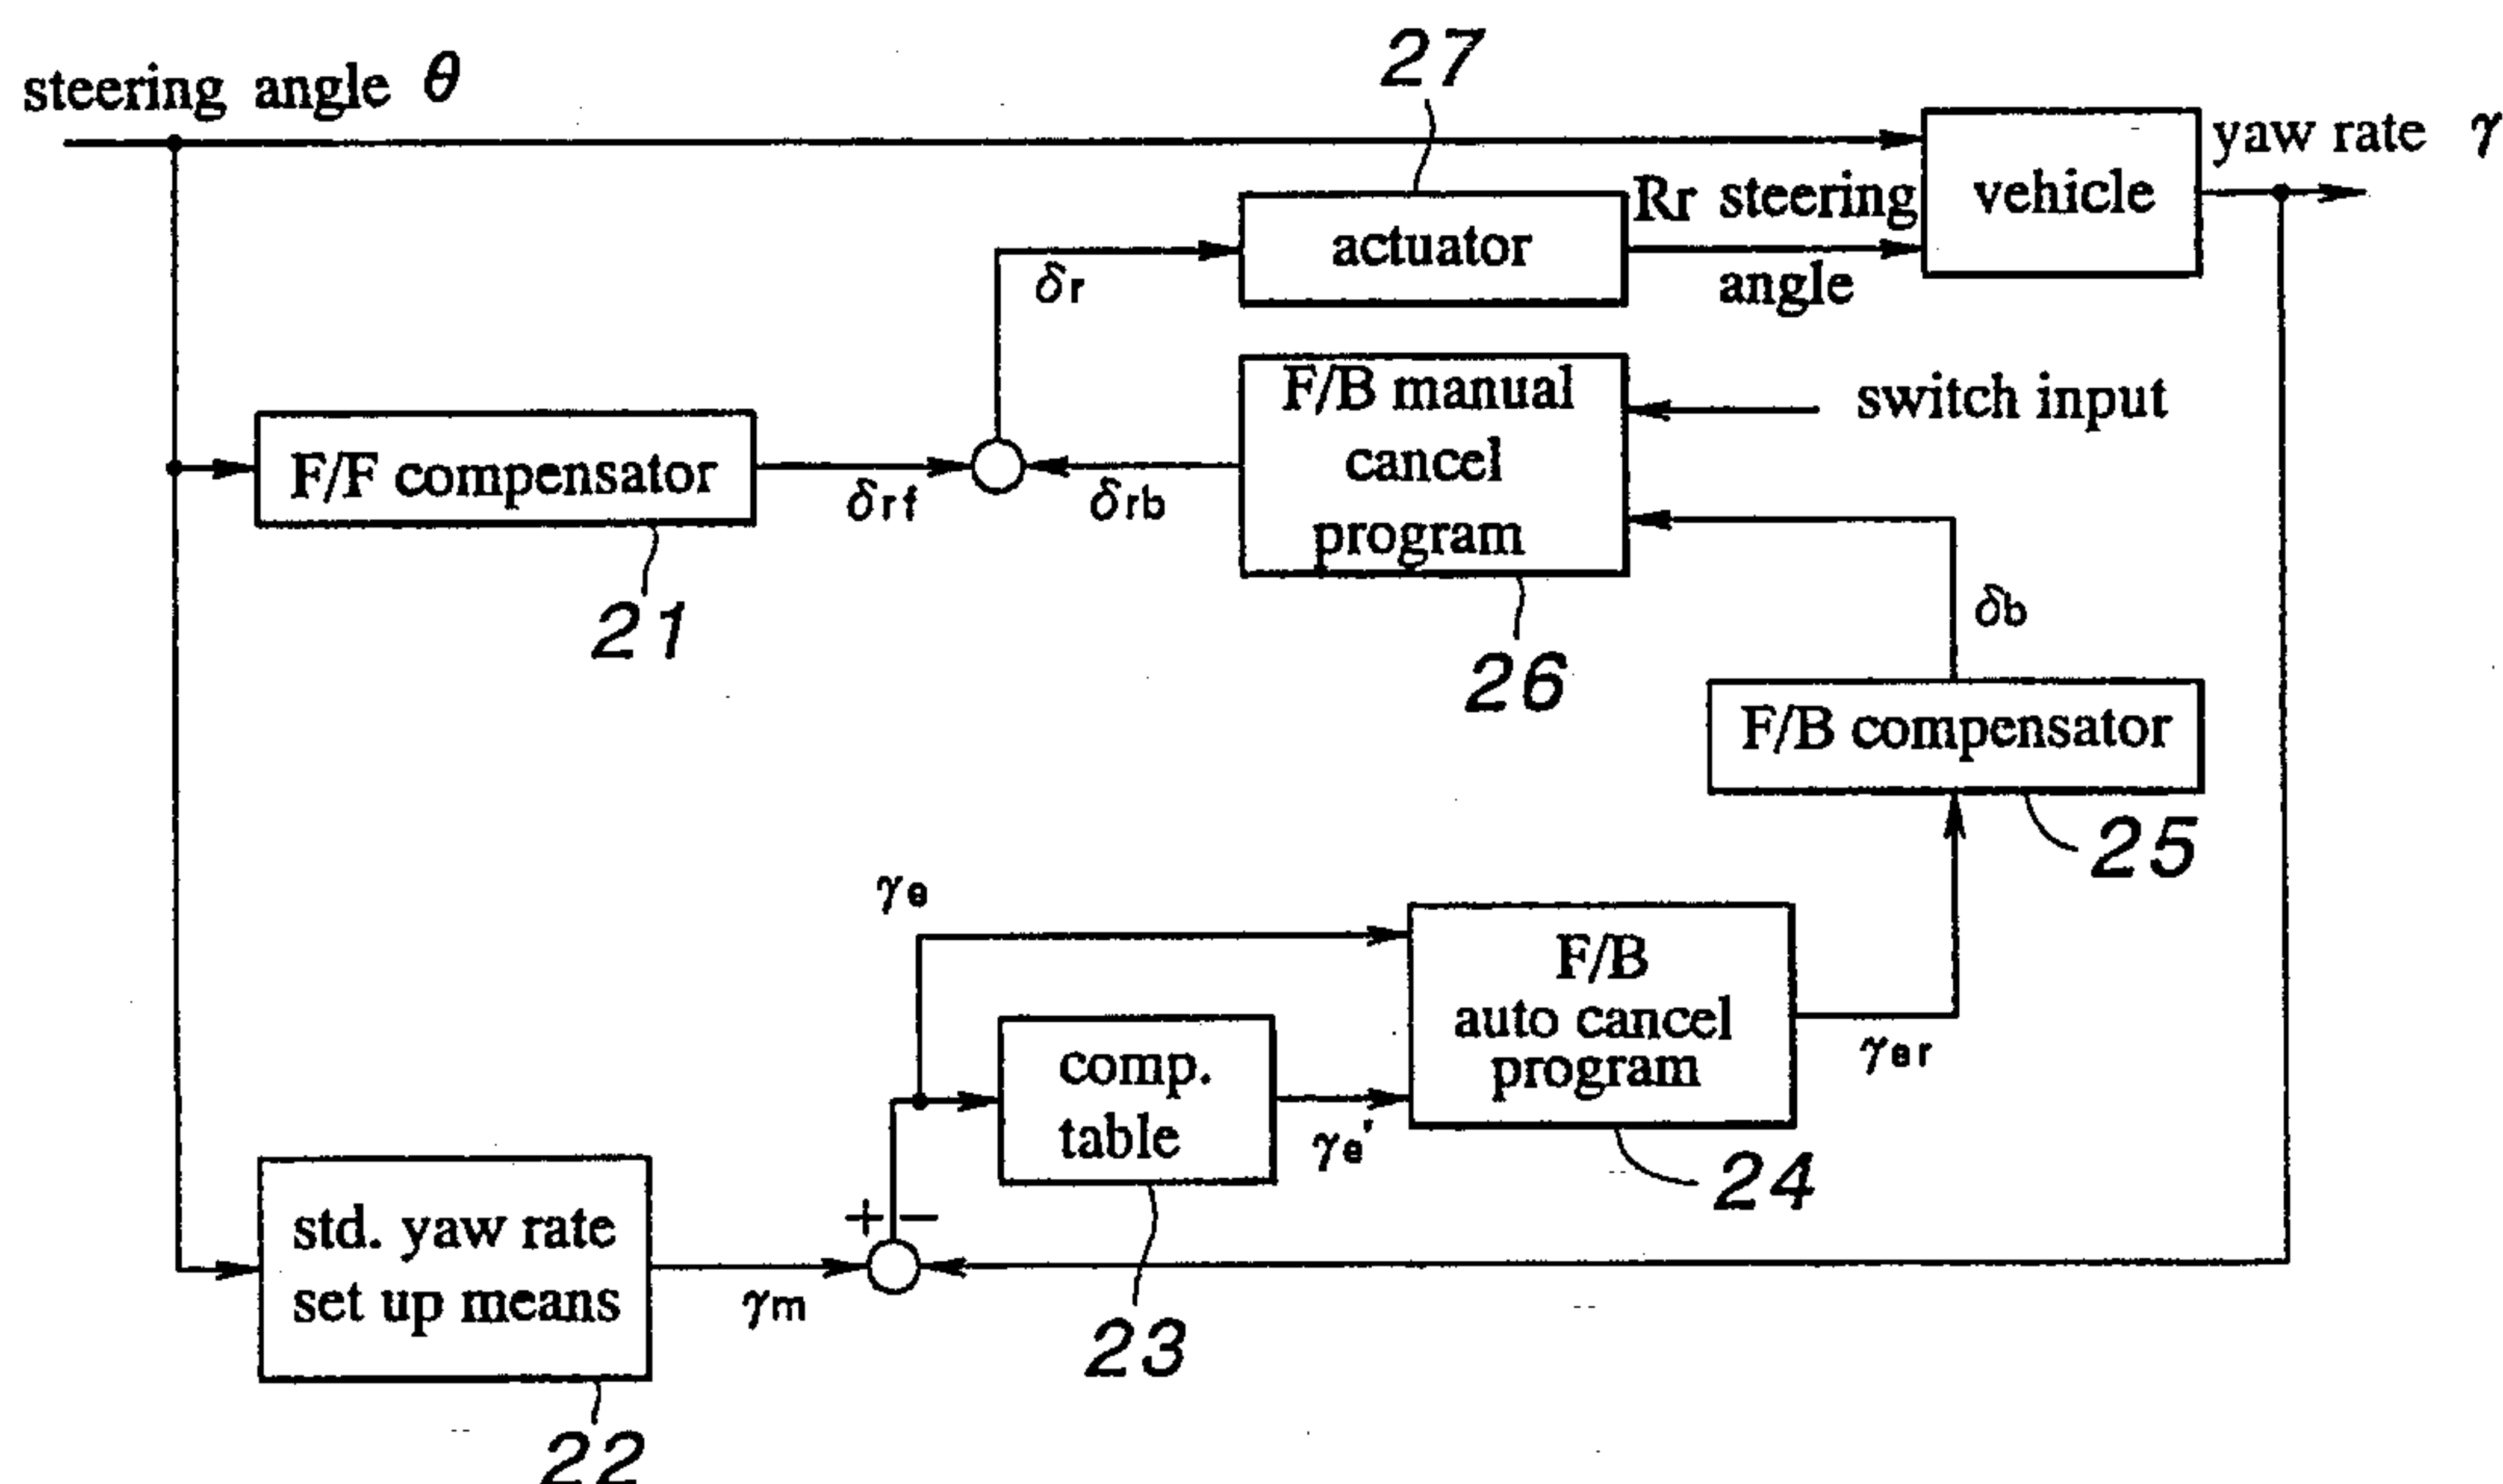 27
steering angle θ
yaw rate γ
vehicle
Rr steering
angle
actuator
δr
F/B manual
cancel
program
switch input
F/F compensator
δrf
δrb
21
26
δb
F/B compensator
25
γe
F/B
auto cancel
program
γer
comp.
table
γe'
24
+ −
std. yaw rate
set up means
γm
23
22